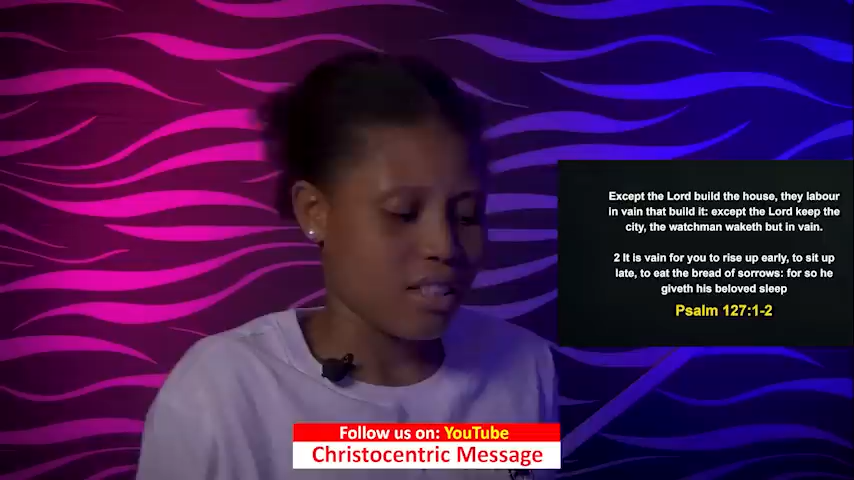 Except the Lord build the house, they labour
in vain that build it: except the Lord keep the
city, the watchman waketh but in vain.
2 It is vain for you to rise up early, to sit up
late, to eat the bread of sorrows: for so he
giveth his beloved sleep
Psalm 127:1-2
Follow us on: YouTube
Christocentric Message